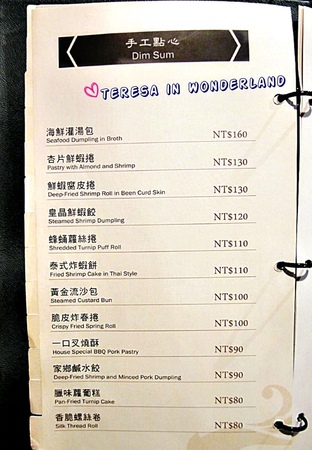 手工點心
Dim Sum
TERESA IN WONDERLAND
海鮮灌湯包 NT$160
Seafood Dumpling in Broth
杏片鮮蝦捲 NT$130
Pastry with Almond and Shrimp
鮮蝦腐皮捲 NT$130
Deep-Fried Shrimp Roll in Been Curd Skin
皇晶鮮蝦餃 NT$120
Steamed Shrimp Dumpling
蜂蛹蘿絲捲 NT$110
Shredded Turnip Puff Roll
泰式炸蝦餅 NT$110
Fried Shrimp Cake in Thai Style
黃金流沙包 NT$100
Steamed Custard Bun
脆皮炸春捲 NT$100
Crispy Fried Spring Roll
一口叉燒酥 NT$90
House Special BBQ Pork Pastry
家鄉鹹水餃 NT$90
Deep-Fried Shrimp and Minced Pork Dumpling
臘味蘿蔔糕 NT$80
Pan-Fried Turnip Cake
香脆螺絲卷 NT$80
Silk Thread Roll